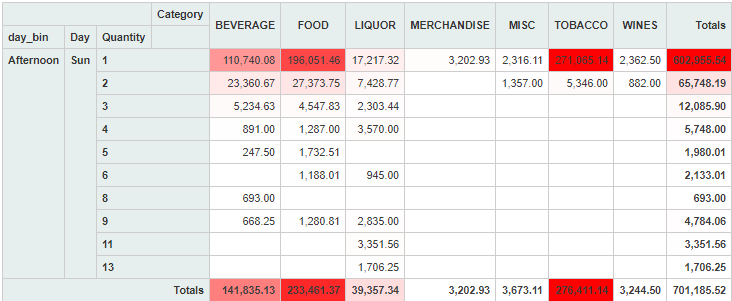 Category BEVERAGE FOOD LIQUOR MERCHANDISE MISC TOBACCO WINES Totals
day_bin Day Quantity
Afternoon Sun 1 110,740.08 196,051.46 17,217.32 3,202.93 2,316.11 271,065.14 2,362.50 602,955.54
2 23,360.67 27,373.75 7,428.77 1,357.00 5,346.00 882.00 65,748.19
3 5,234.63 4,547.83 2,303.44 12,085.90
4 891.00 1,287.00 3,570.00 5,748.00
5 247.50 1,732.51 1,980.01
6 1,188.01 945.00 2,133.01
8 693.00 693.00
9 668.25 1,280.81 2,835.00 4,784.06
11 3,351.56 3,351.56
13 1,706.25 1,706.25
Totals 141,835.13 233,461.37 39,357.34 3,202.93 3,673.11 276,411.14 3,244.50 701,185.52